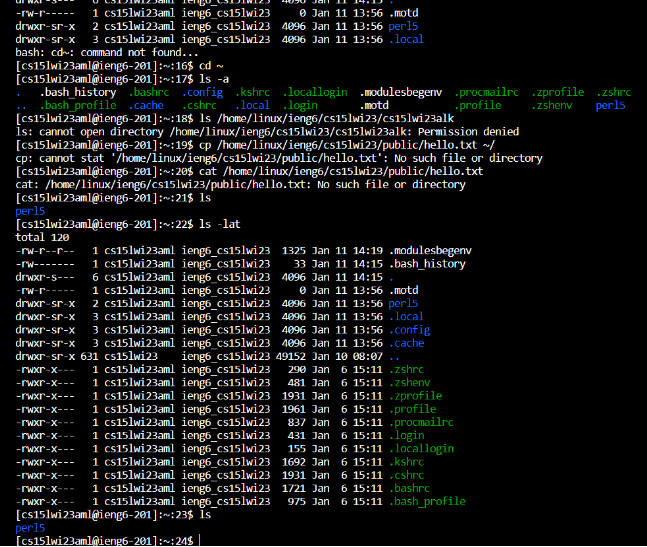 drwxr-s---   6 cs15lwi23aml ieng6_cs15lwi23  4096 Jan 11 14:15 .
-rw-r-----   1 cs15lwi23aml ieng6_cs15lwi23     0 Jan 11 13:56 .motd
drwxr-sr-x   2 cs15lwi23aml ieng6_cs15lwi23  4096 Jan 11 13:56 perl5
drwxr-sr-x   3 cs15lwi23aml ieng6_cs15lwi23  4096 Jan 11 13:56 .local
bash: cd~: command not found...
[cs15lwi23aml@ieng6-201]:~:16$ cd ~
[cs15lwi23aml@ieng6-201]:~:17$ ls -a
.   .bash_history  .bashrc  .config  .kshrc  .locallogin  .modulesbegenv  .procmailrc  .zprofile  .zshrc
..  .bash_profile  .cache   .cshrc   .local  .login       .motd           .profile     .zshenv    perl5
[cs15lwi23aml@ieng6-201]:~:18$ ls /home/linux/ieng6/cs15lwi23/cs15lwi23alk
ls: cannot open directory /home/linux/ieng6/cs15lwi23/cs15lwi23alk: Permission denied
[cs15lwi23aml@ieng6-201]:~:19$ cp /home/linux/ieng6/cs15lwi23/public/hello.txt ~/
cp: cannot stat '/home/linux/ieng6/cs15lwi23/public/hello.txt': No such file or directory
[cs15lwi23aml@ieng6-201]:~:20$ cat /home/linux/ieng6/cs15lwi23/public/hello.txt
cat: /home/linux/ieng6/cs15lwi23/public/hello.txt: No such file or directory
[cs15lwi23aml@ieng6-201]:~:21$ ls
perl5
[cs15lwi23aml@ieng6-201]:~:22$ ls -lat
total 120
-rw-r--r--   1 cs15lwi23aml ieng6_cs15lwi23  1325 Jan 11 14:19 .modulesbegenv
-rw-------   1 cs15lwi23aml ieng6_cs15lwi23    33 Jan 11 14:15 .bash_history
drwxr-s---   6 cs15lwi23aml ieng6_cs15lwi23  4096 Jan 11 14:15 .
-rw-r-----   1 cs15lwi23aml ieng6_cs15lwi23     0 Jan 11 13:56 .motd
drwxr-sr-x   2 cs15lwi23aml ieng6_cs15lwi23  4096 Jan 11 13:56 perl5
drwxr-sr-x   3 cs15lwi23aml ieng6_cs15lwi23  4096 Jan 11 13:56 .local
drwxr-sr-x   3 cs15lwi23aml ieng6_cs15lwi23  4096 Jan 11 13:56 .config
drwxr-sr-x   3 cs15lwi23aml ieng6_cs15lwi23  4096 Jan 11 13:56 .cache
drwxr-sr-x 631 cs15lwi23    ieng6_cs15lwi23 49152 Jan 10 08:07 ..
-rwxr-x---   1 cs15lwi23aml ieng6_cs15lwi23   290 Jan  6 15:11 .zshrc
-rwxr-x---   1 cs15lwi23aml ieng6_cs15lwi23   481 Jan  6 15:11 .zshenv
-rwxr-x---   1 cs15lwi23aml ieng6_cs15lwi23  1931 Jan  6 15:11 .zprofile
-rwxr-x---   1 cs15lwi23aml ieng6_cs15lwi23  1961 Jan  6 15:11 .profile
-rwxr-x---   1 cs15lwi23aml ieng6_cs15lwi23   837 Jan  6 15:11 .procmailrc
-rwxr-x---   1 cs15lwi23aml ieng6_cs15lwi23   431 Jan  6 15:11 .login
-rwxr-x---   1 cs15lwi23aml ieng6_cs15lwi23   155 Jan  6 15:11 .locallogin
-rwxr-x---   1 cs15lwi23aml ieng6_cs15lwi23  1692 Jan  6 15:11 .kshrc
-rwxr-x---   1 cs15lwi23aml ieng6_cs15lwi23  1931 Jan  6 15:11 .cshrc
-rwxr-x---   1 cs15lwi23aml ieng6_cs15lwi23  1721 Jan  6 15:11 .bashrc
-rwxr-x---   1 cs15lwi23aml ieng6_cs15lwi23   975 Jan  6 15:11 .bash_profile
[cs15lwi23aml@ieng6-201]:~:23$ ls
perl5
[cs15lwi23aml@ieng6-201]:~:24$